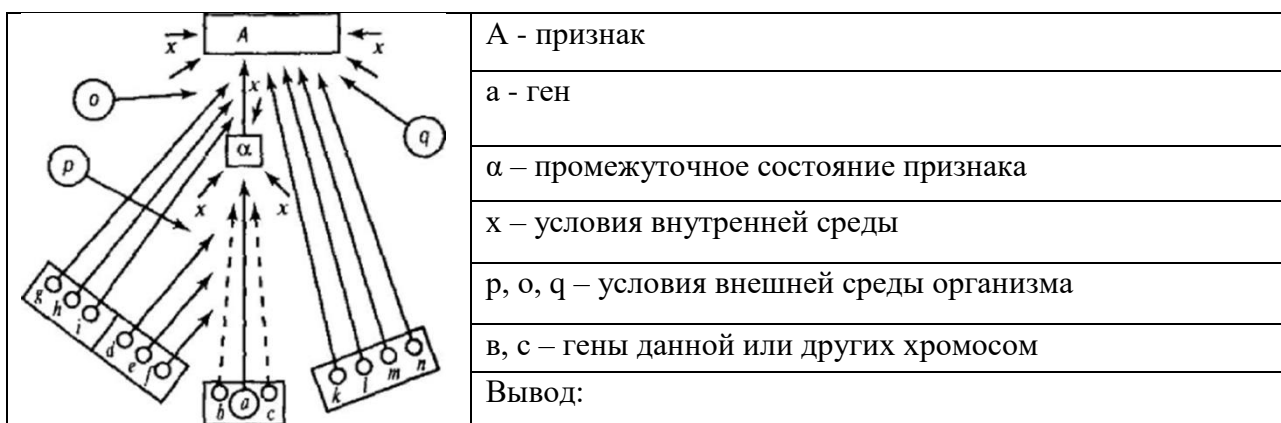 A
x
x
x
o
q
α
p
x
x
g
h
i
d
e
f
b
a
c
k
l
m
n
А - признак
а - ген
α – промежуточное состояние признака
х – условия внутренней среды
р, о, q – условия внешней среды организма
в, с – гены данной или других хромосом
Вывод: